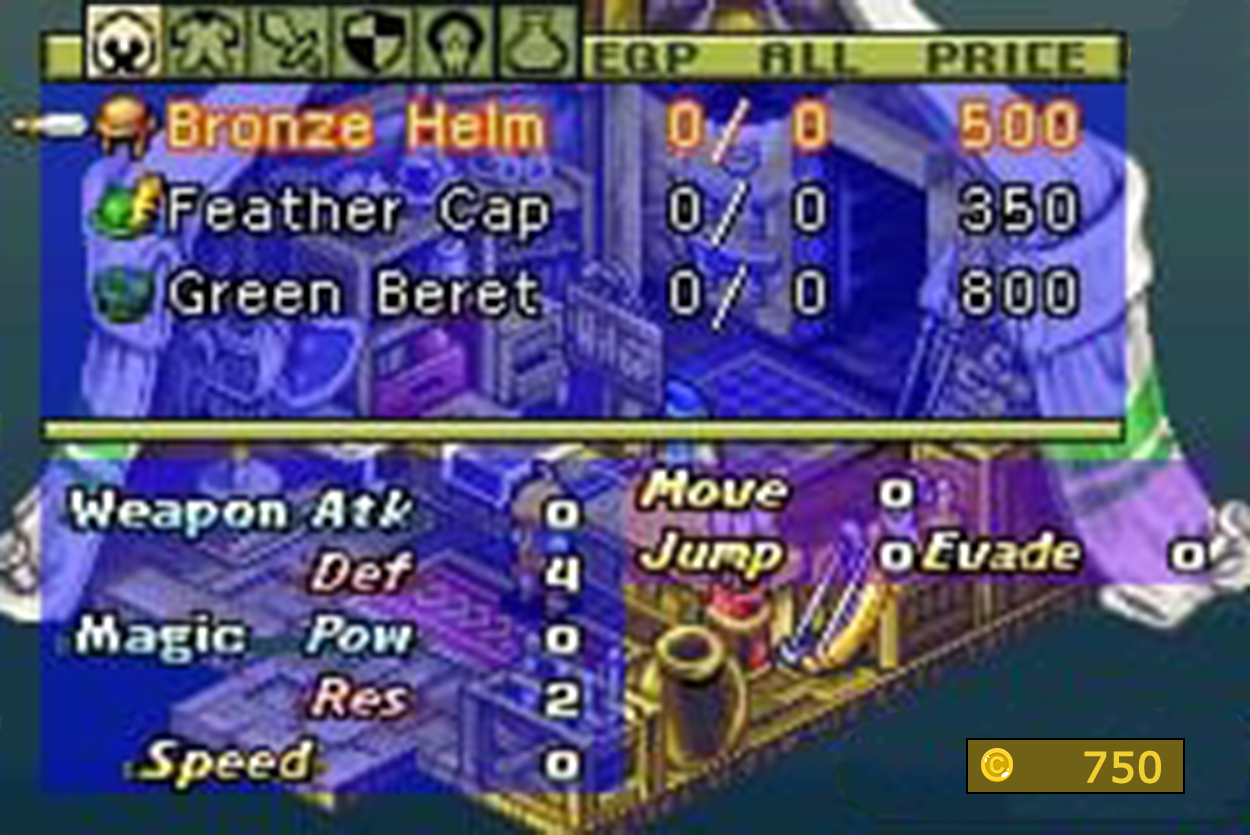 EQP ALL PRICE
Bronze Helm 0/ 0 500
Feather Cap 0/ 0 350
Green Beret 0/ 0 800
Weapon Atk 0
Def 4
Magic Pow 0
Res 2
Speed 0
Move 0
Jump 0 Evade 0
C 750